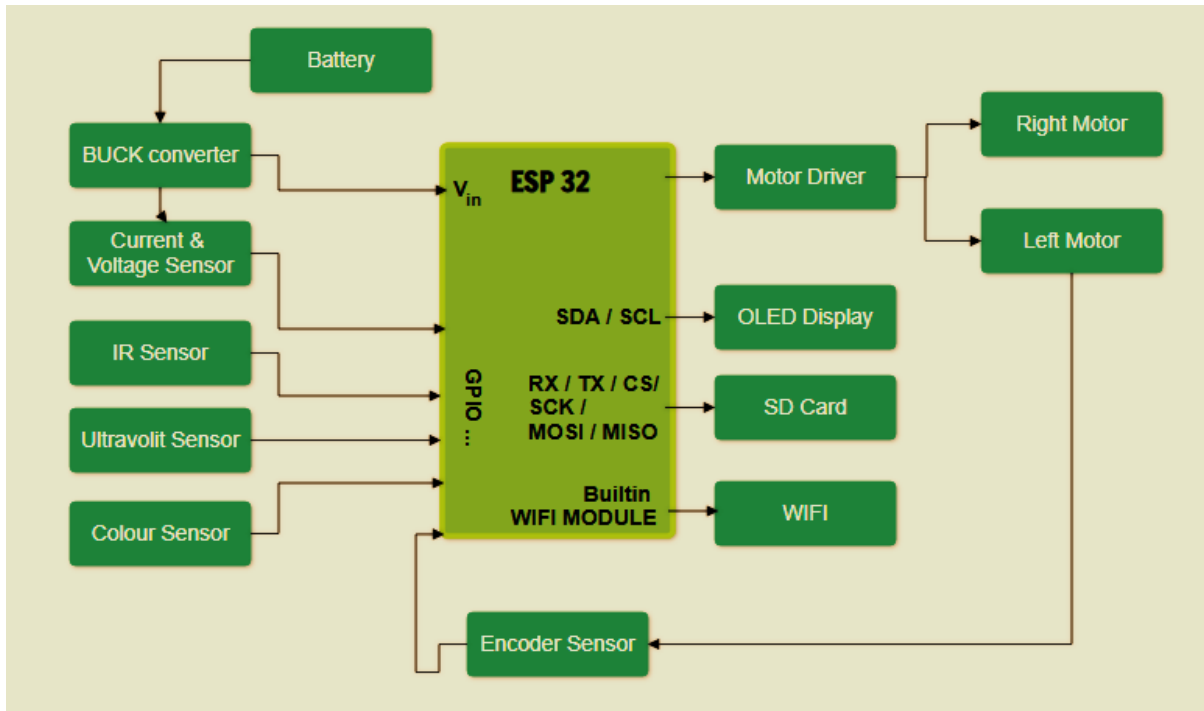 Battery
BUCK converter
Current &
Voltage Sensor
IR Sensor
Ultravolit Sensor
Colour Sensor
ESP 32
Vin
GPIO ...
SDA / SCL
RX / TX / CS/
SCK /
MOSI / MISO
Builtin
WIFI MODULE
Motor Driver
Right Motor
Left Motor
OLED Display
SD Card
WIFI
Encoder Sensor